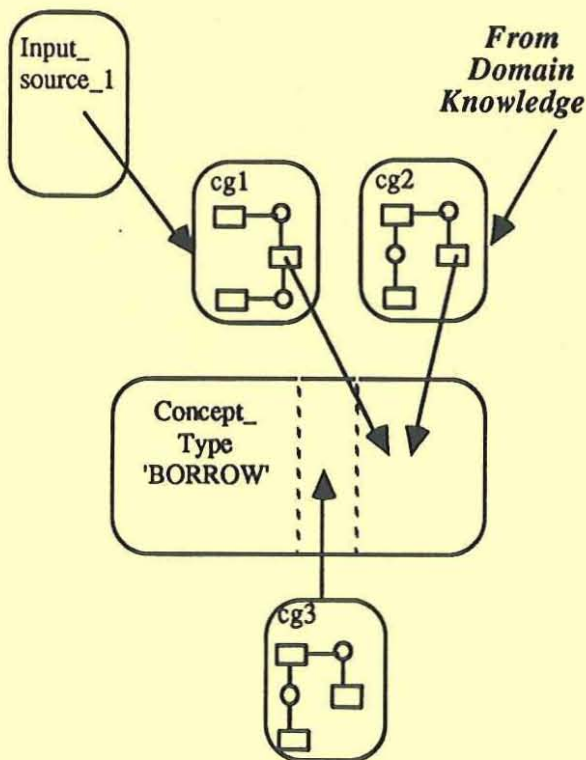 Input_
source_1
From
Domain
Knowledge
cg1
cg2
Concept_
Type
'BORROW'
cg3